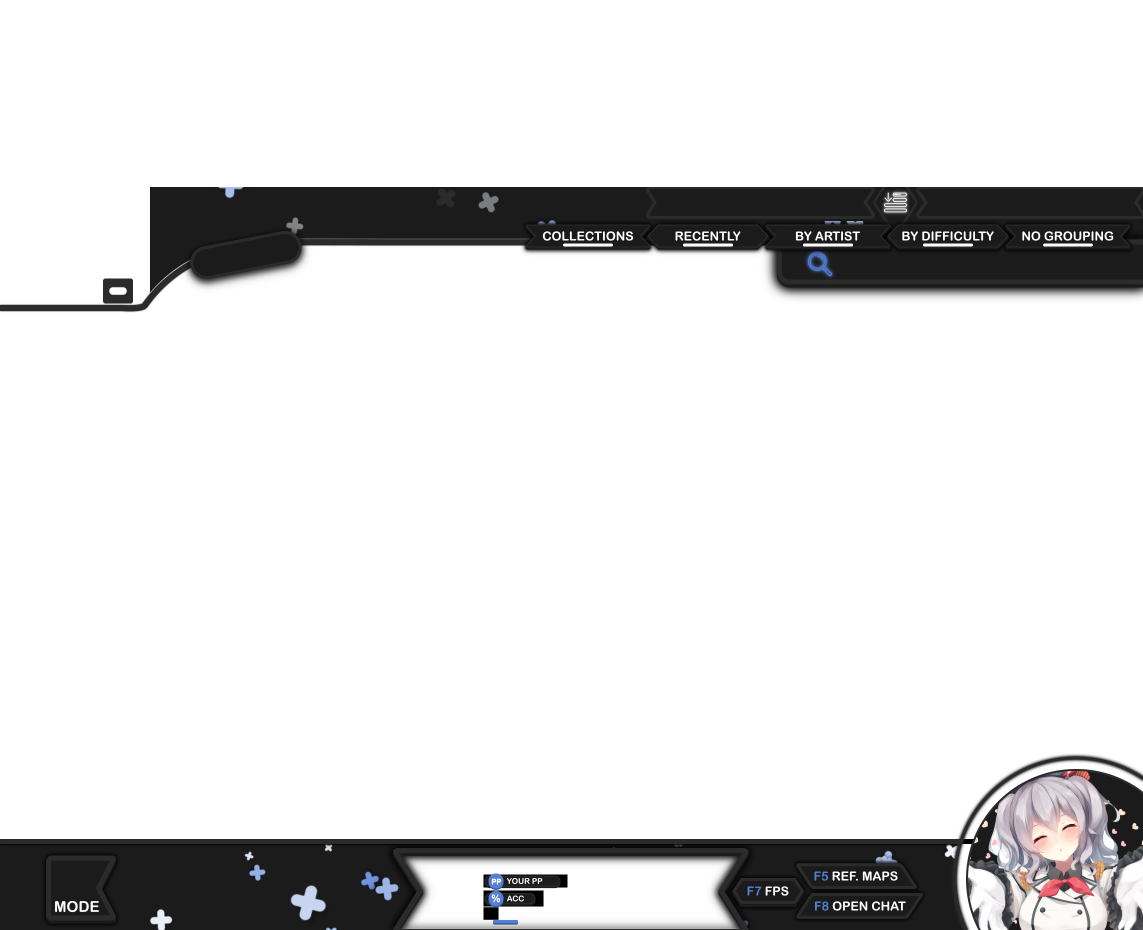 COLLECTIONS
RECENTLY
BY ARTIST
BY DIFFICULTY
NO GROUPING
PP YOUR PP
% ACC
F5 REF. MAPS
F7 FPS
F8 OPEN CHAT
MODE